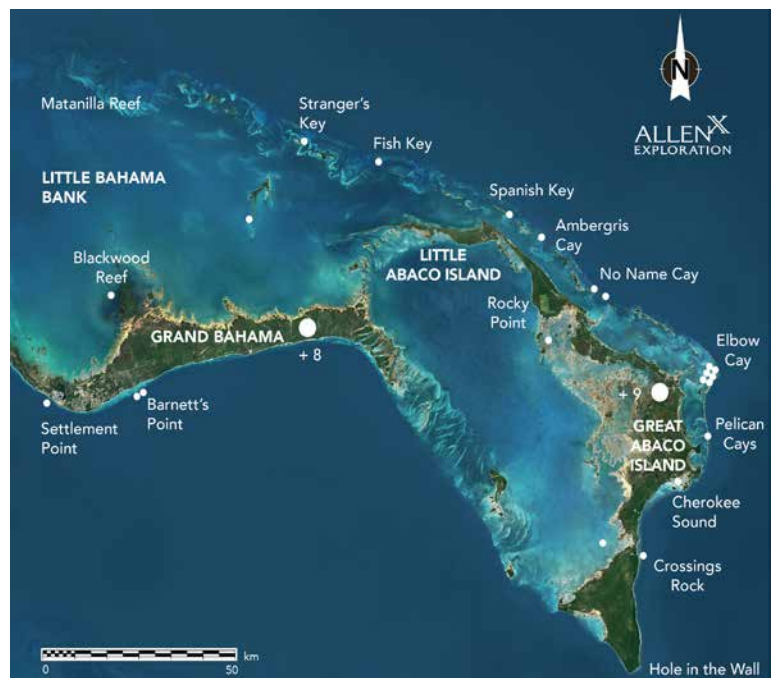 N
ALLENX
EXPLORATION
Matanilla Reef
Stranger's
Key
Fish Key
LITTLE BAHAMA
BANK
Spanish Key
Ambergris
Cay
Blackwood
Reef
LITTLE
ABACO ISLAND
No Name Cay
Rocky
Point
GRAND BAHAMA
+ 8
Elbow
Cay
+ 9
Barnett's
Point
Settlement
Point
GREAT
ABACO
ISLAND
Pelican
Cays
Cherokee
Sound
Crossings
Rock
km
0
50
Hole in the Wall